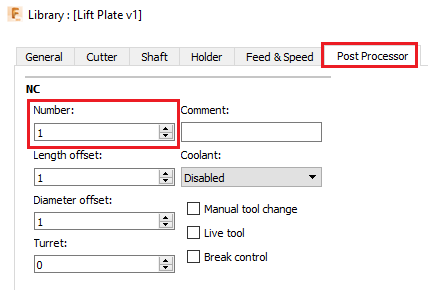 Library : [Lift Plate v1]
General Cutter Shaft Holder Feed & Speed Post Processor
NC
Number: Comment:
1
Length offset: Coolant:
1 Disabled
Diameter offset:
1 Manual tool change
Live tool
Turret:
0 Break control